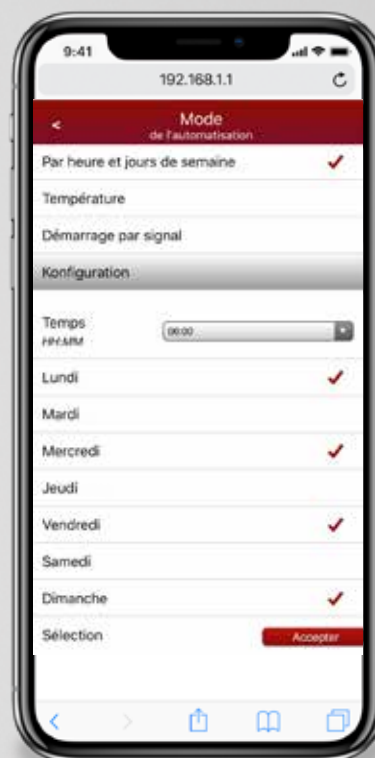 9:41
192.168.1.1
< Mode
de l'automatisation
Par heure et jours de semaine ✓
Température
Démarrage par signal
Konfiguration
Temps
HH:MM
06:00
Lundi ✓
Mardi
Mercredi ✓
Jeudi
Vendredi ✓
Samedi
Dimanche ✓
Sélection Accepter